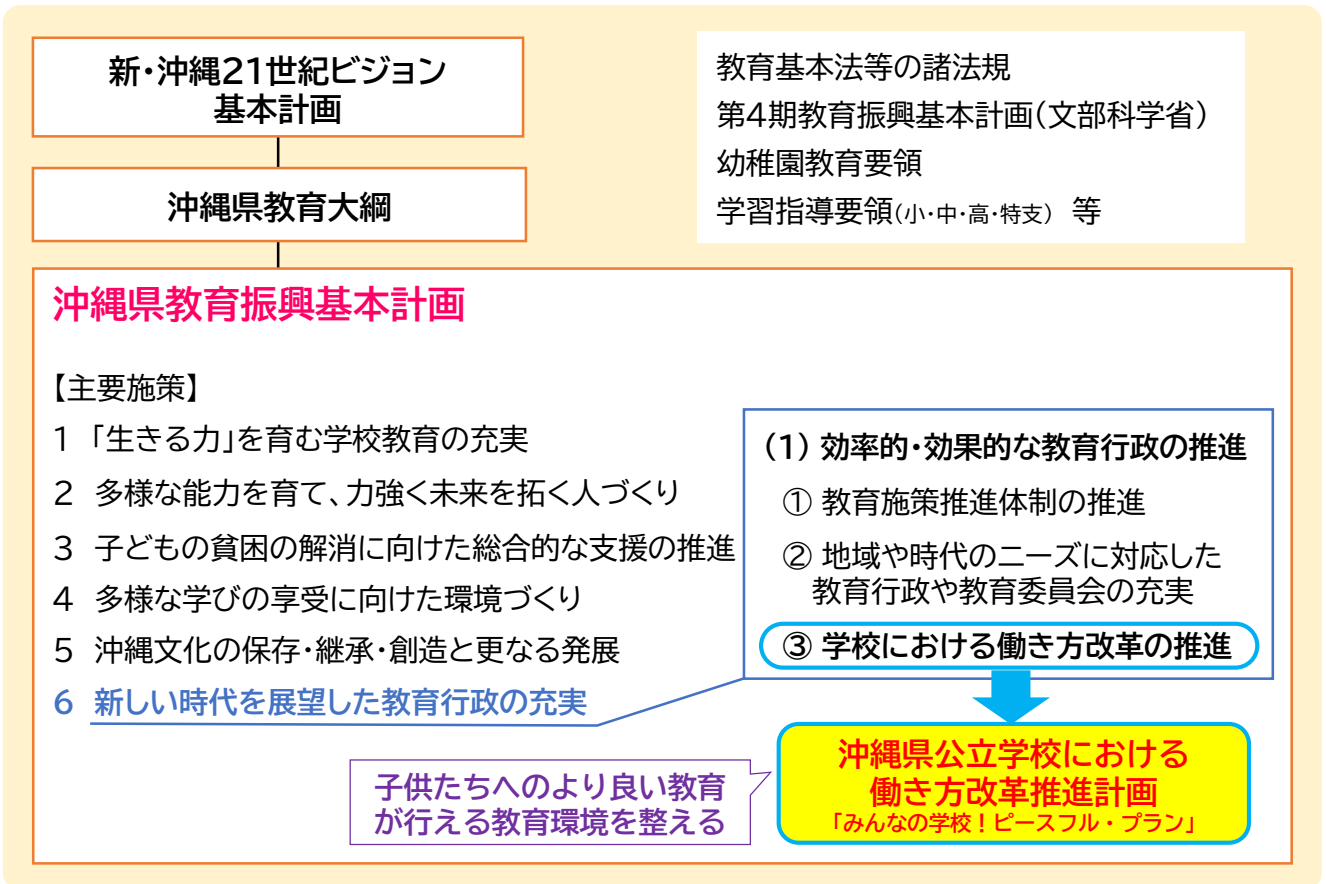 新・沖縄21世紀ビジョン
基本計画
沖縄県教育大綱
教育基本法等の諸法規
第4期教育振興基本計画(文部科学省)
幼稚園教育要領
学習指導要領(小・中・高・特支) 等
沖縄県教育振興基本計画
【主要施策】
1 「生きる力」を育む学校教育の充実
2 多様な能力を育て、力強く未来を拓く人づくり
3 子どもの貧困の解消に向けた総合的な支援の推進
4 多様な学びの享受に向けた環境づくり
5 沖縄文化の保存・継承・創造と更なる発展
6 新しい時代を展望した教育行政の充実
(1) 効率的・効果的な教育行政の推進
① 教育施策推進体制の推進
② 地域や時代のニーズに対応した
教育行政や教育委員会の充実
③ 学校における働き方改革の推進
沖縄県公立学校における
働き方改革推進計画
「みんなの学校!ピースフル・プラン」
子供たちへのより良い教育
が行える教育環境を整える